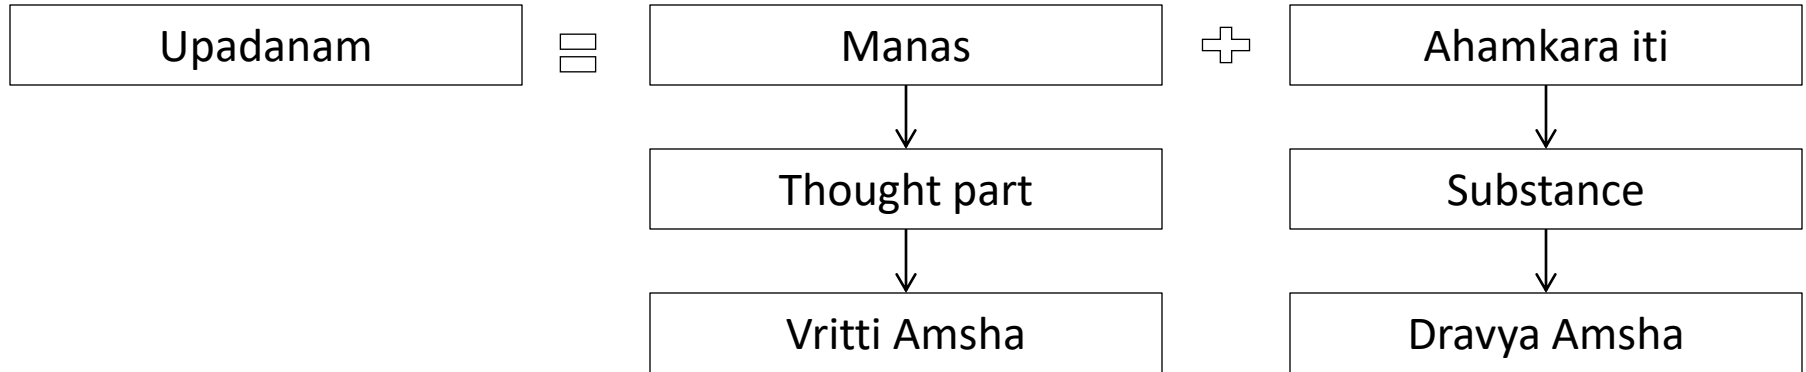 Upadanam = Manas + Ahamkara iti
Thought part Substance
Vritti Amsha Dravya Amsha